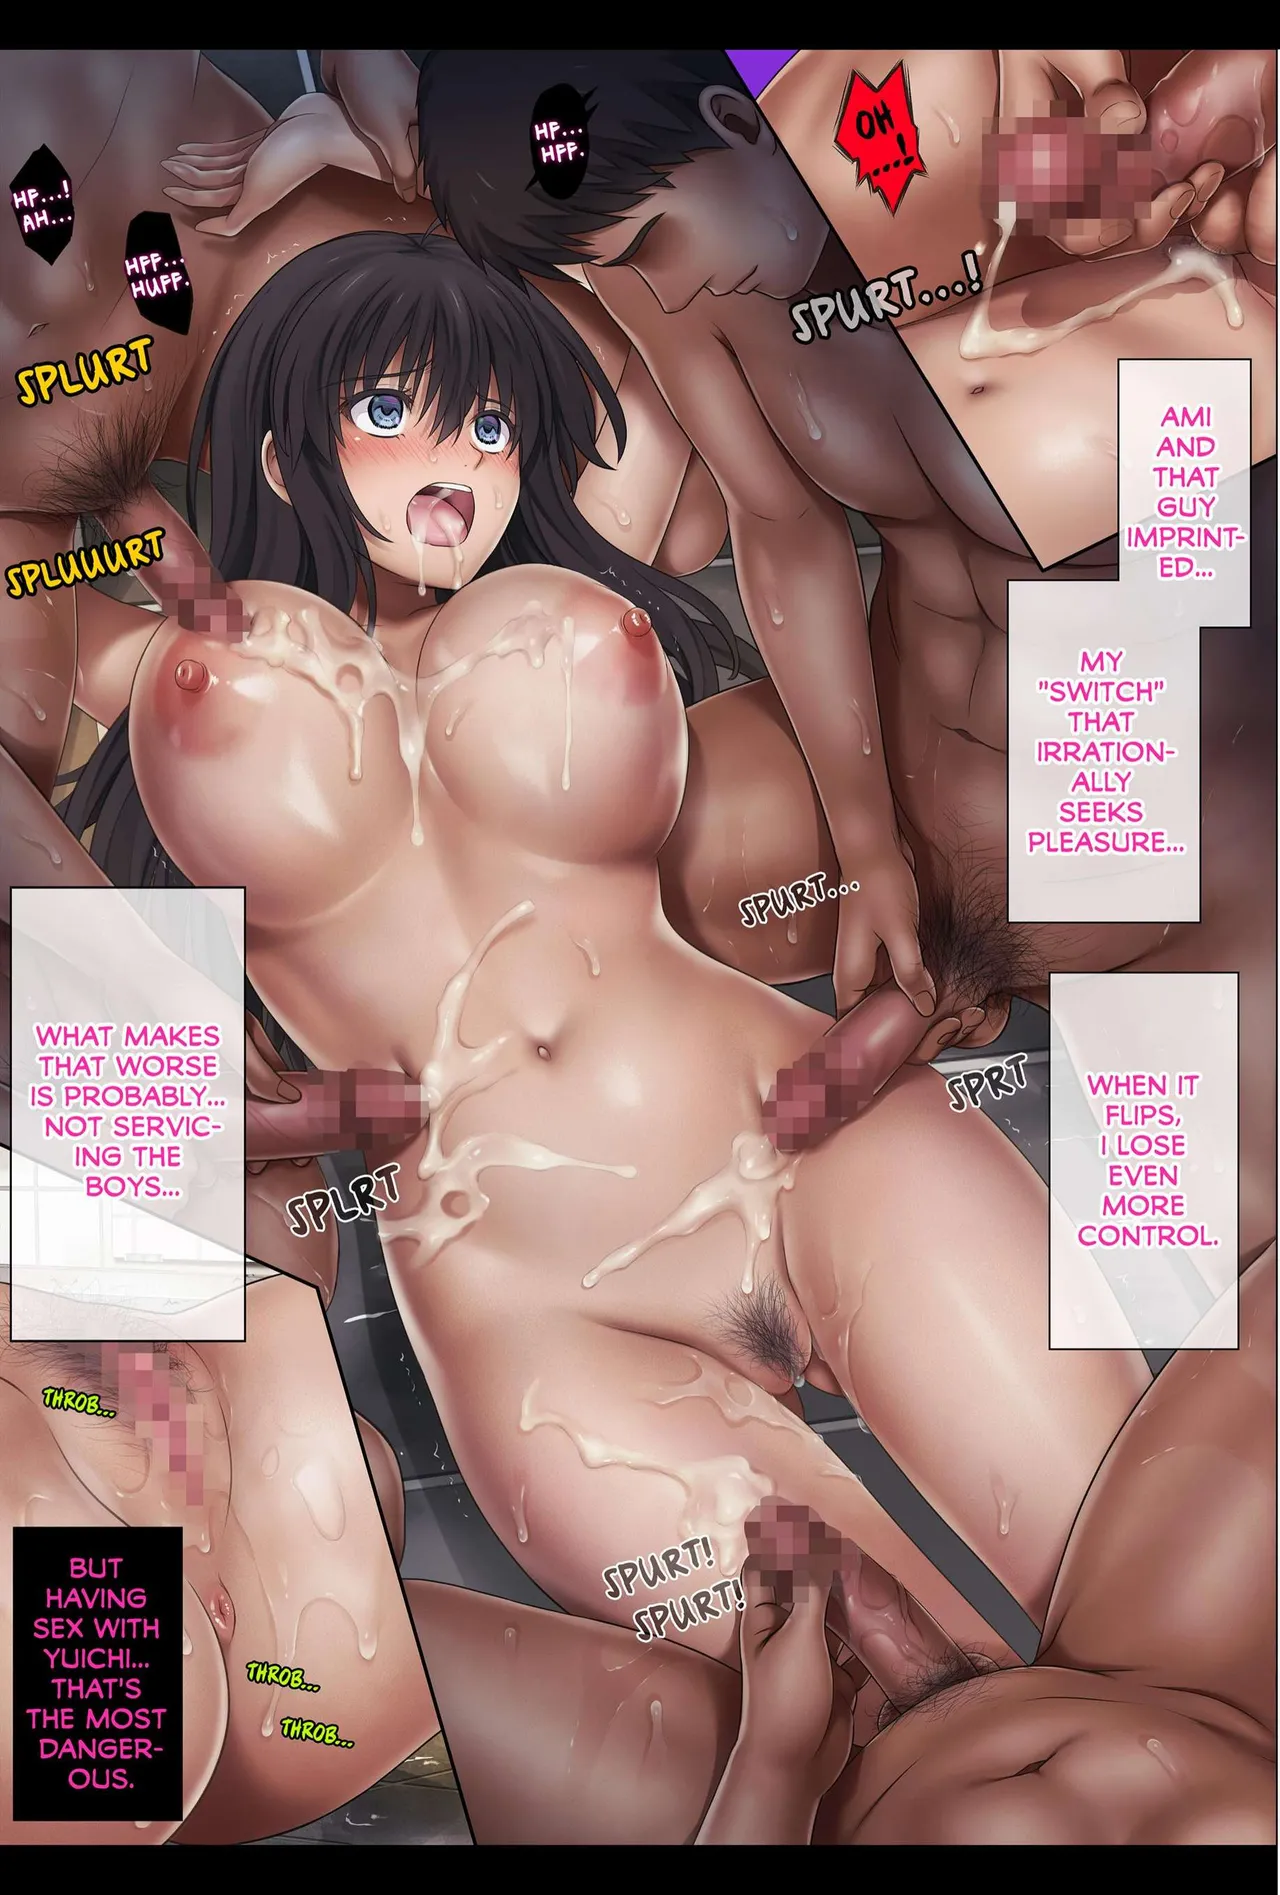 OH
....!
HF...
HFF.
HF...!
AH...
HFF...
HUFF.
SPURT...!
SPLURT
SPLUUURT
AMI
AND
THAT
GUY
IMPRINT-
ED...
MY
"SWITCH"
THAT
IRRATION-
ALLY
SEEKS
PLEASURE...
SPURT...
WHEN IT
FLIPS,
I LOSE
EVEN
MORE
CONTROL.
SPRT
WHAT MAKES
THAT WORSE
IS PROBABLY...
NOT SERVIC-
ING THE
BOYS...
SPLRT
THROB...
SPURT!
SPURT!
BUT
HAVING
SEX WITH
YUICHI...
THAT'S
THE MOST
DANGER-
OUS.
THROB...
THROB...